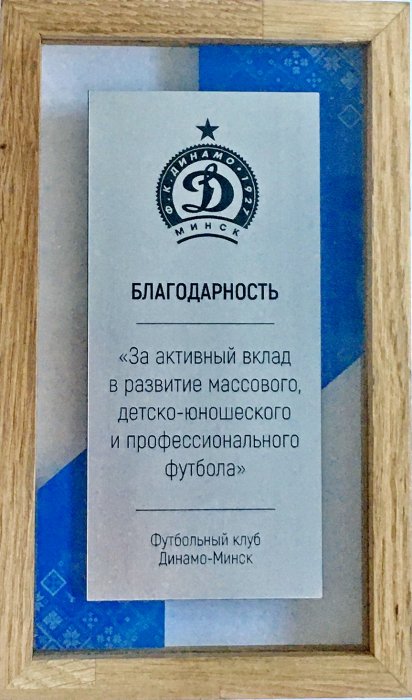 Ф.К. ДИНАМО • 1927
Д
МИНСК
БЛАГОДАРНОСТЬ
«За активный вклад
в развитие массового,
детско-юношеского
и профессионального
футбола»
Футбольный клуб
Динамо-Минск